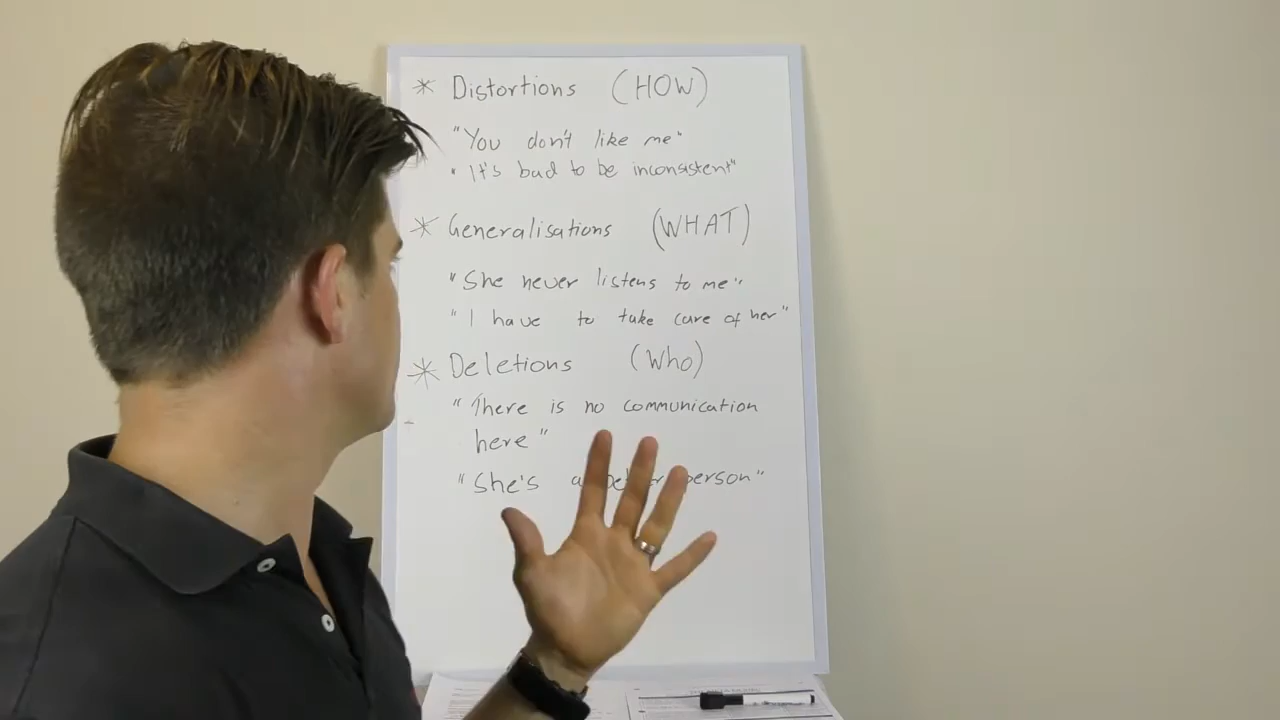 * Distortions (HOW)
"You don't like me"
"It's bad to be inconsistent"
* Generalisations (WHAT)
"She never listens to me"
"I have to take care of her"
* Deletions (Who)
"There is no communication
here"
"She's a person"